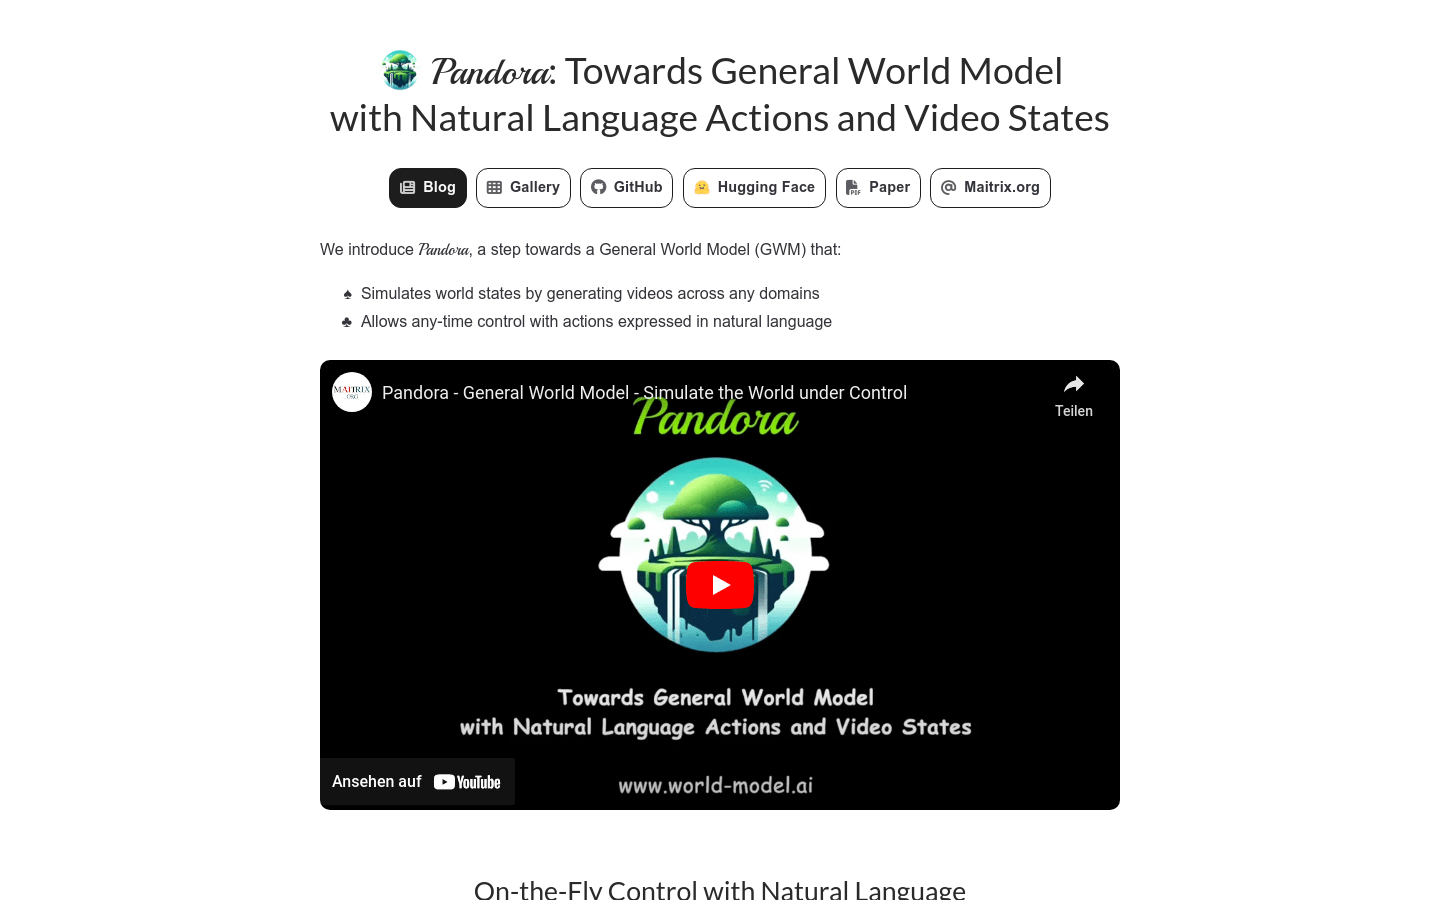 Pandora: Towards General World Model
with Natural Language Actions and Video States
Blog
Gallery
GitHub
Hugging Face
Paper
Maitrix.org
We introduce Pandora, a step towards a General World Model (GWM) that:
♠ Simulates world states by generating videos across any domains
♣ Allows any-time control with actions expressed in natural language
MAITRIX
.ORG
Pandora - General World Model - Simulate the World under Control
Teilen
Pandora
Towards General World Model
with Natural Language Actions and Video States
Ansehen auf YouTube
www.world-model.ai
On-the-Fly Control with Natural Language